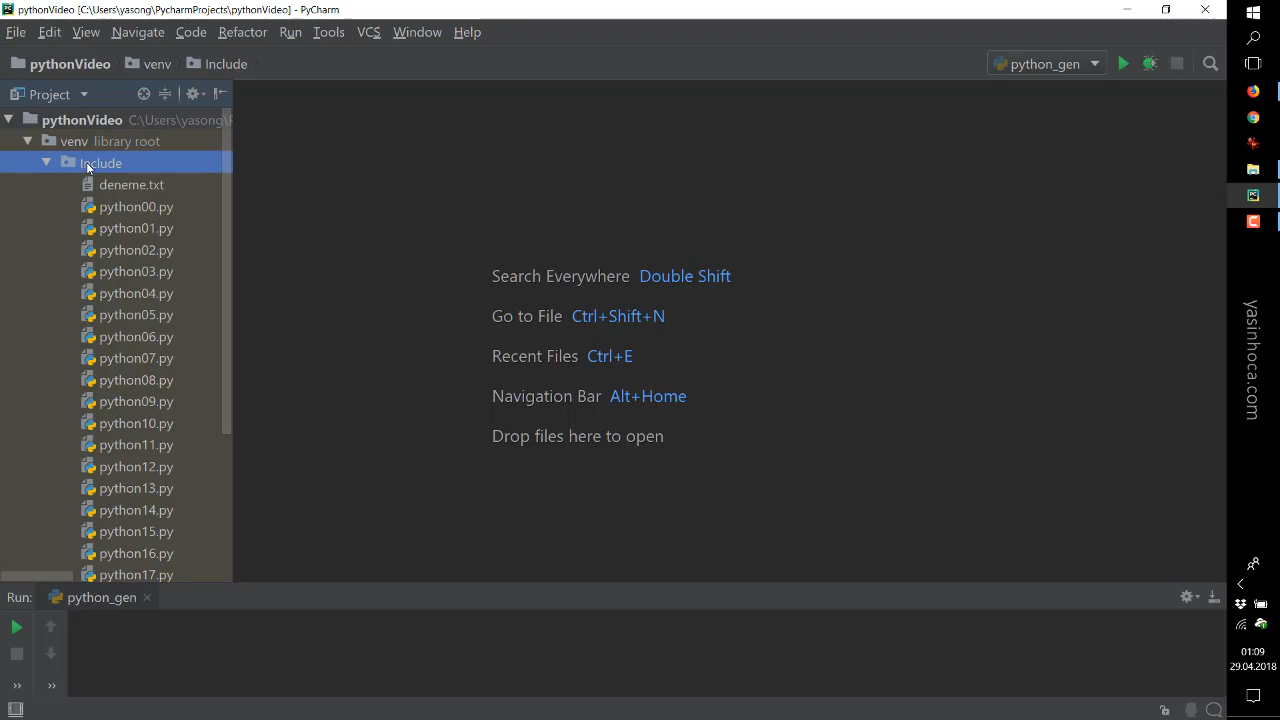 pythonVideo [C:\Users\yasong\PycharmProjects\pythonVideo] - PyCharm
File Edit View Navigate Code Refactor Run Tools VCS Window Help
pythonVideo venv Include python_gen
Project
pythonVideo C:\Users\yasong\
venv library root
Include
deneme.txt
python00.py
python01.py
python02.py
python03.py
python04.py
python05.py
python06.py
python07.py
python08.py
python09.py
python10.py
python11.py
python12.py
python13.py
python14.py
python15.py
python16.py
python17.py
Search Everywhere Double Shift
Go to File Ctrl+Shift+N
Recent Files Ctrl+E
Navigation Bar Alt+Home
Drop files here to open
Run: python_gen
yasinhoca.com
01:09
29.04.2018